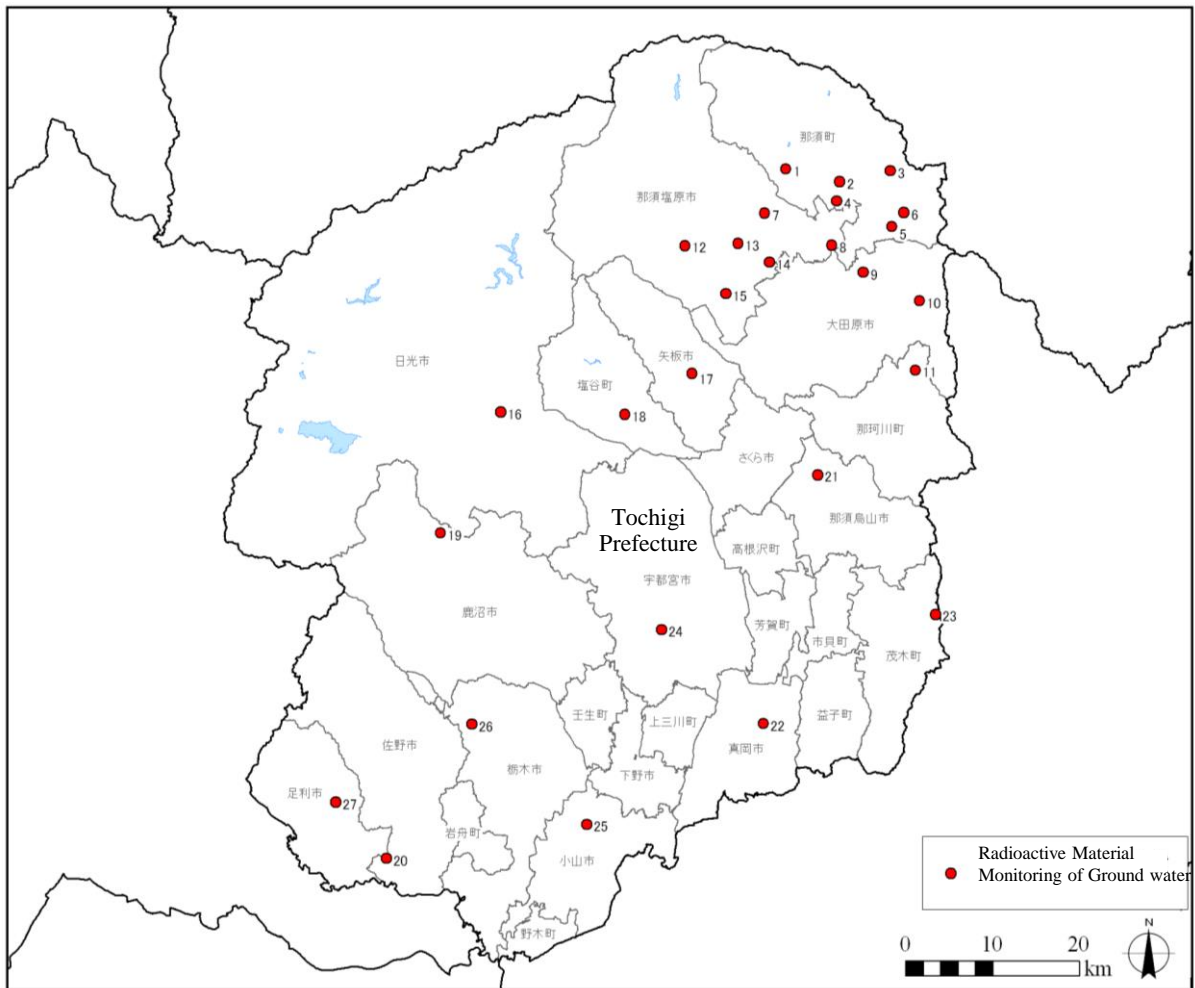 那須町
1
2
3
4
那須塩原市
7
6
5
12
13
8
14
9
15
10
大田原市
日光市
矢板市
17
11
塩谷町
16
18
那珂川町
さくら市
21
Tochigi
Prefecture
那須烏山市
19
高根沢町
宇都宮市
鹿沼市
23
24
芳賀町
市貝町
茂木町
壬生町
上三川町
益子町
26
22
佐野市
真岡市
栃木市
下野市
足利市
27
岩舟町
25
20
小山市
野木町
Radioactive Material
Monitoring of Ground water
N
0 10 20
km